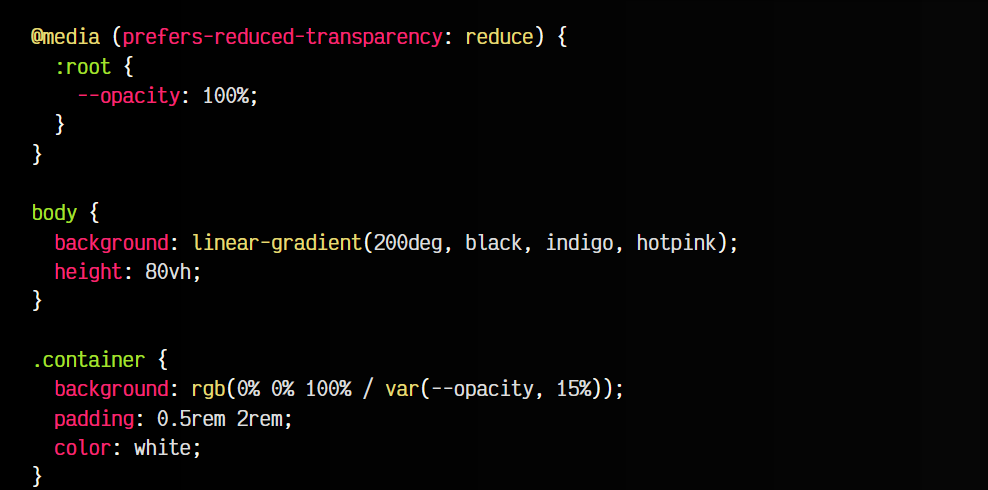 @media (prefers-reduced-transparency: reduce) {
  :root {
    --opacity: 100%;
  }
}

body {
  background: linear-gradient(200deg, black, indigo, hotpink);
  height: 80vh;
}

.container {
  background: rgb(0% 0% 100% / var(--opacity, 15%));
  padding: 0.5rem 2rem;
  color: white;
}